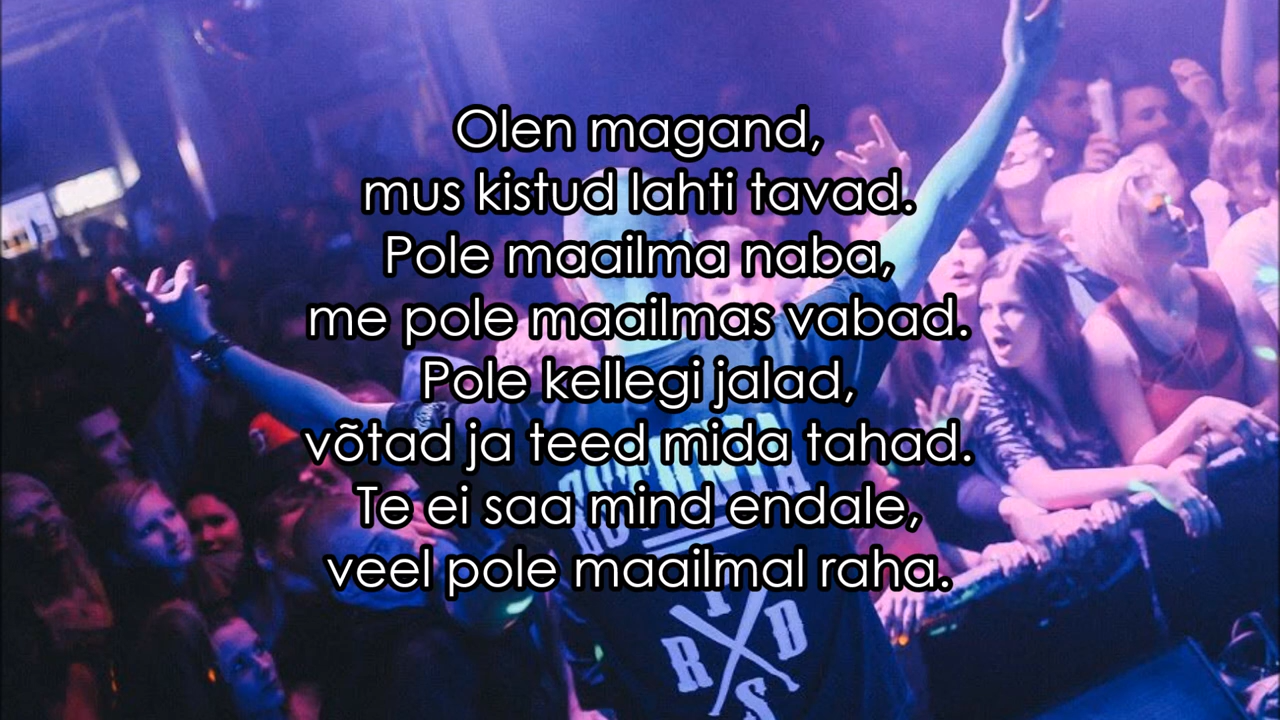 Olen magand,
mus kistud lahti tavad.
Pole maailma naba,
me pole maailmas vabad.
Pole kellegi jalad,
võtad ja teed mida tahad.
Te ei saa mind endale,
veel pole maailmal raha.
R D S